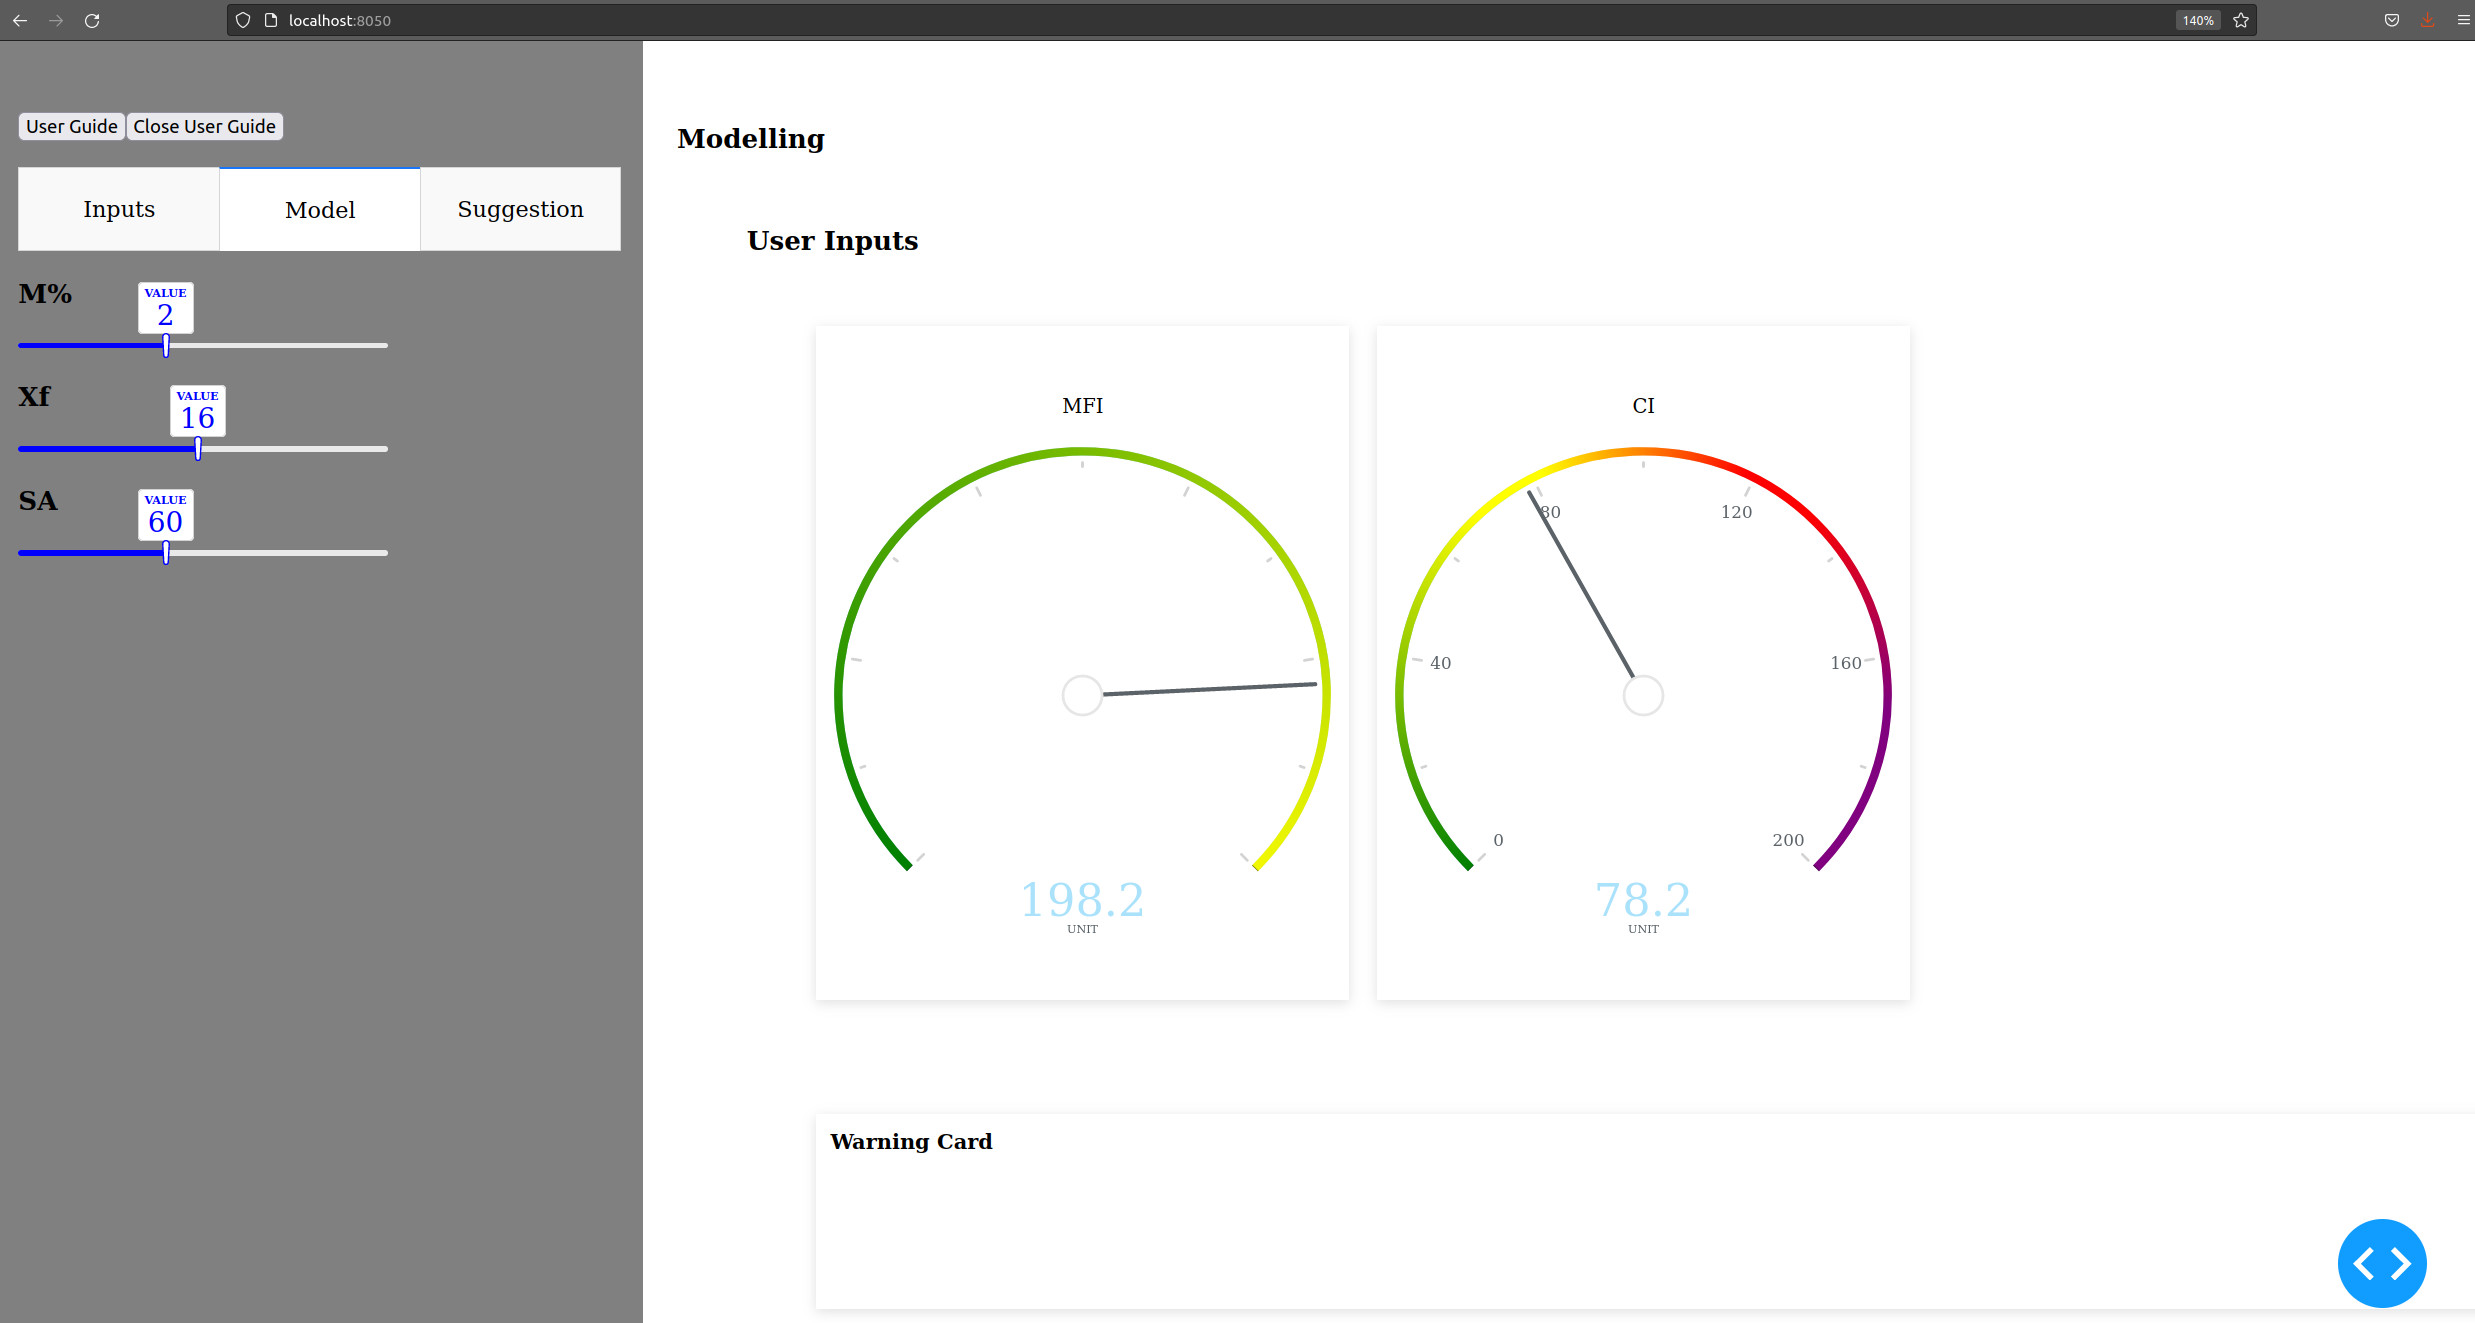 localhost:8050
140%
User Guide Close User Guide
Inputs Model Suggestion
M%
VALUE
2
Xf
VALUE
16
SA
VALUE
60
Modelling
User Inputs
MFI
198.2
UNIT
CI
0
40
80
120
160
200
78.2
UNIT
Warning Card